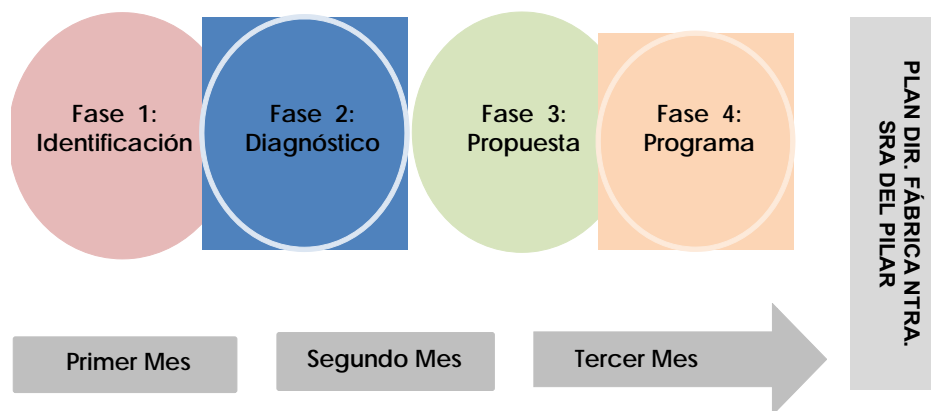 Fase 1:
Identificación
Fase 2:
Diagnóstico
Fase 3:
Propuesta
Fase 4:
Programa
PLAN DIR. FÁBRICA NTRA.
SRA DEL PILAR
Primer Mes
Segundo Mes
Tercer Mes